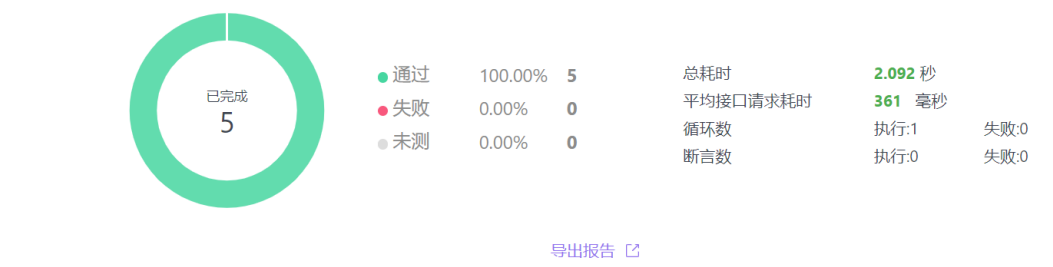 已完成
5
通过 100.00% 5
失败 0.00% 0
未测 0.00% 0
总耗时 2.092 秒
平均接口请求耗时 361 毫秒
循环数 执行:1 失败:0
断言数 执行:0 失败:0
导出报告